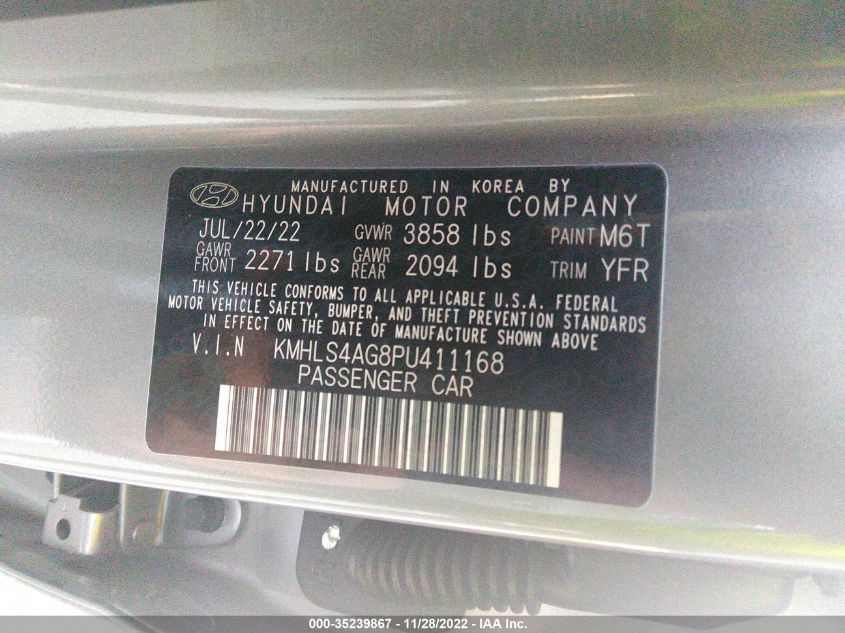 MANUFACTURED IN KOREA BY
HYUNDAI MOTOR COMPANY
JUL/22/22 GVWR 3858 lbs PAINT M6T
GAWR FRONT 2271 lbs GAWR REAR 2094 lbs TRIM YFR
THIS VEHICLE CONFORMS TO ALL APPLICABLE U.S.A. FEDERAL
MOTOR VEHICLE SAFETY, BUMPER, AND THEFT PREVENTION STANDARDS
IN EFFECT ON THE DATE OF MANUFACTURE SHOWN ABOVE
V.I.N KMHLS4AG8PU411168
PASSENGER CAR
000-35239867 - 11/28/2022 - IAA Inc.